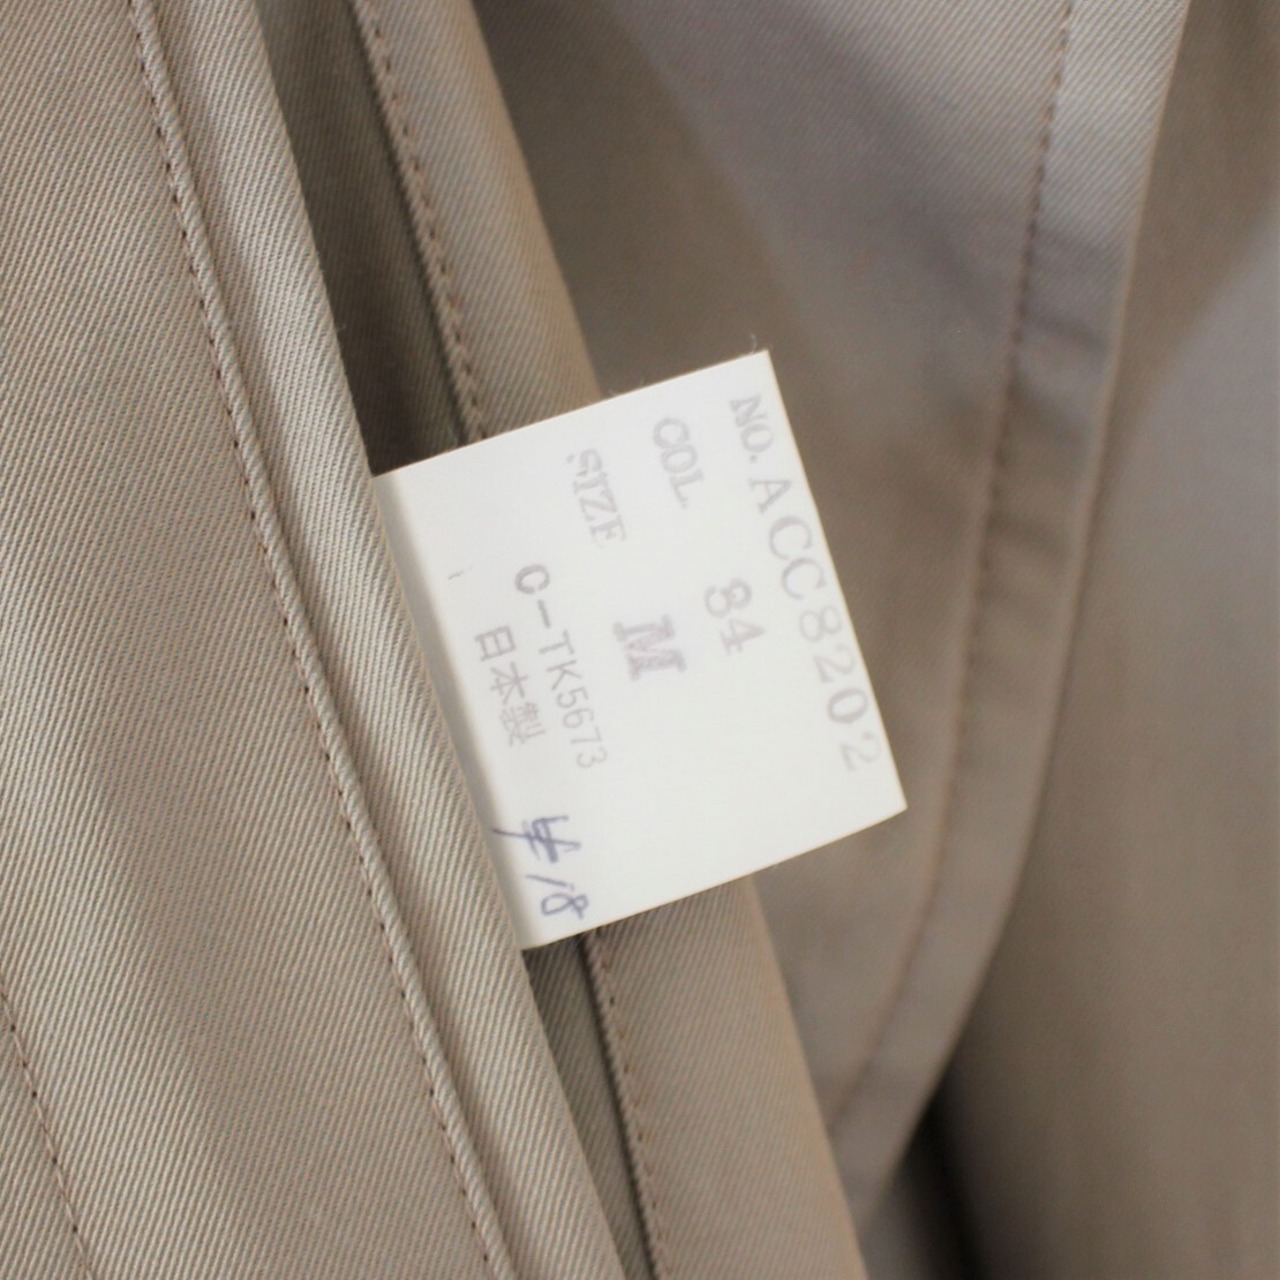 NO. ACC8202
COL 84
SIZE M
C-TK5673
日本製